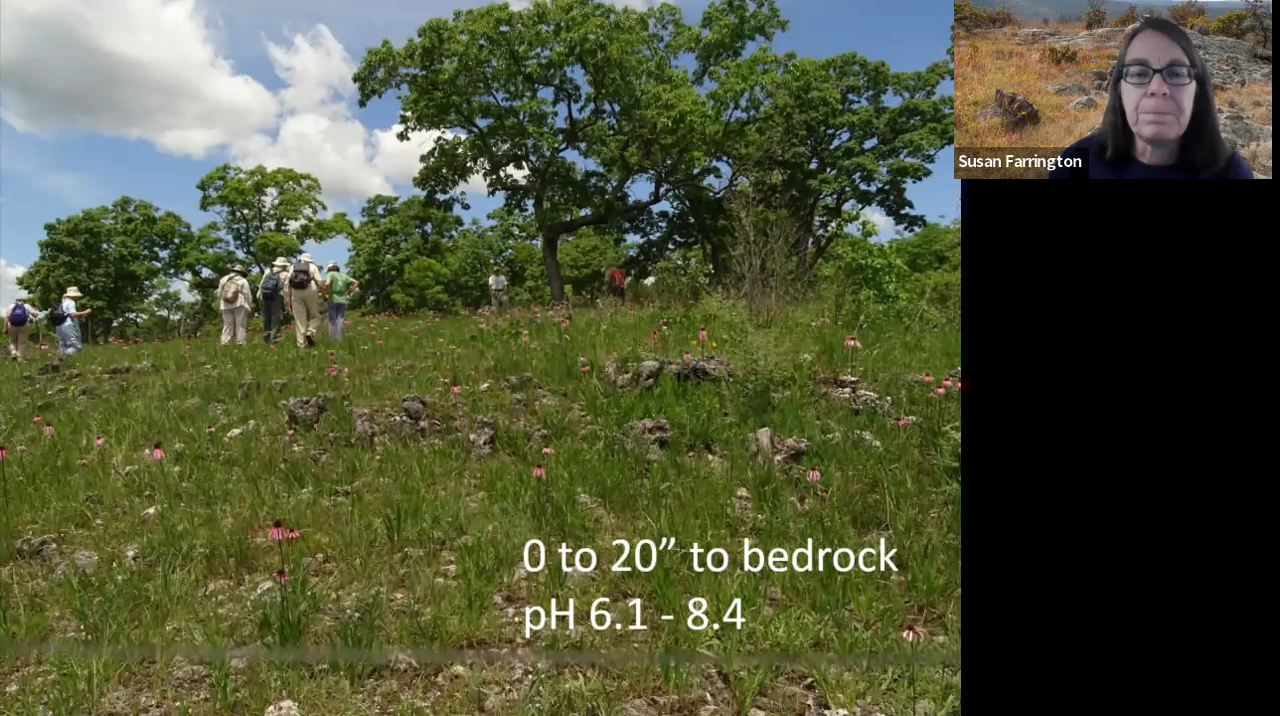 Susan Farrington
0 to 20” to bedrock
pH 6.1 - 8.4